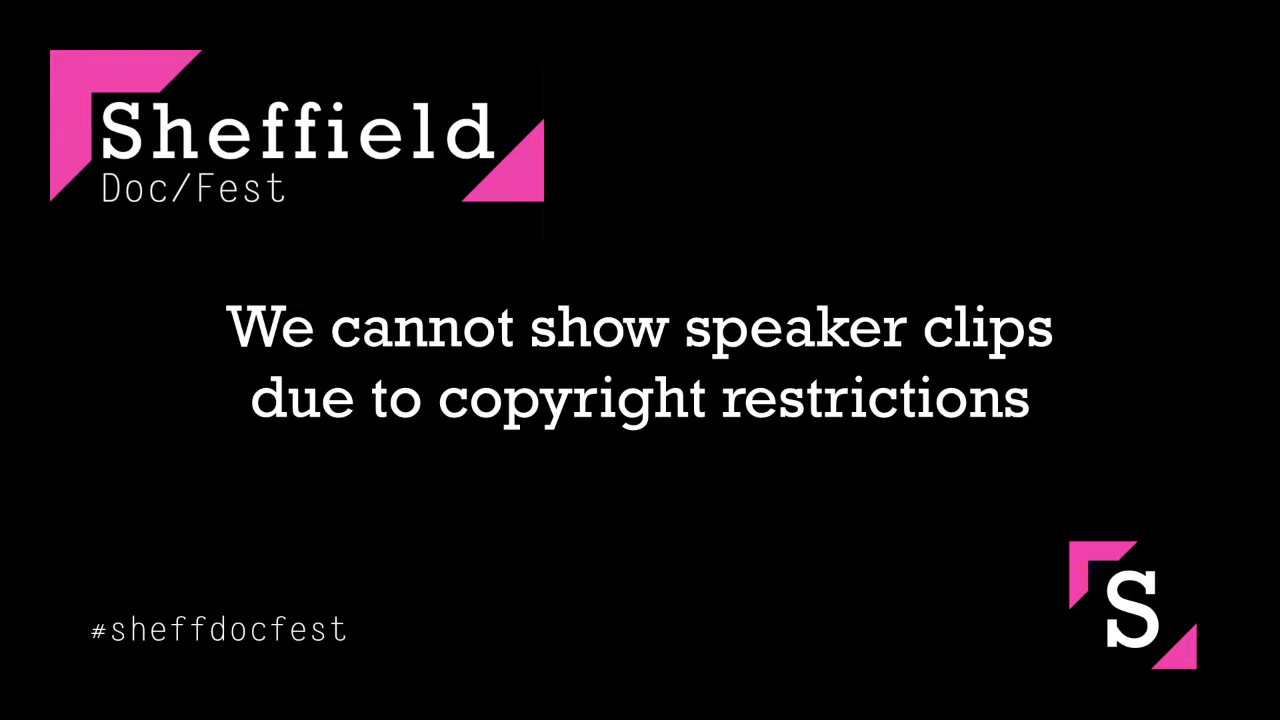 Sheffield
Doc/Fest
We cannot show speaker clips
due to copyright restrictions
#sheffdocfest
S